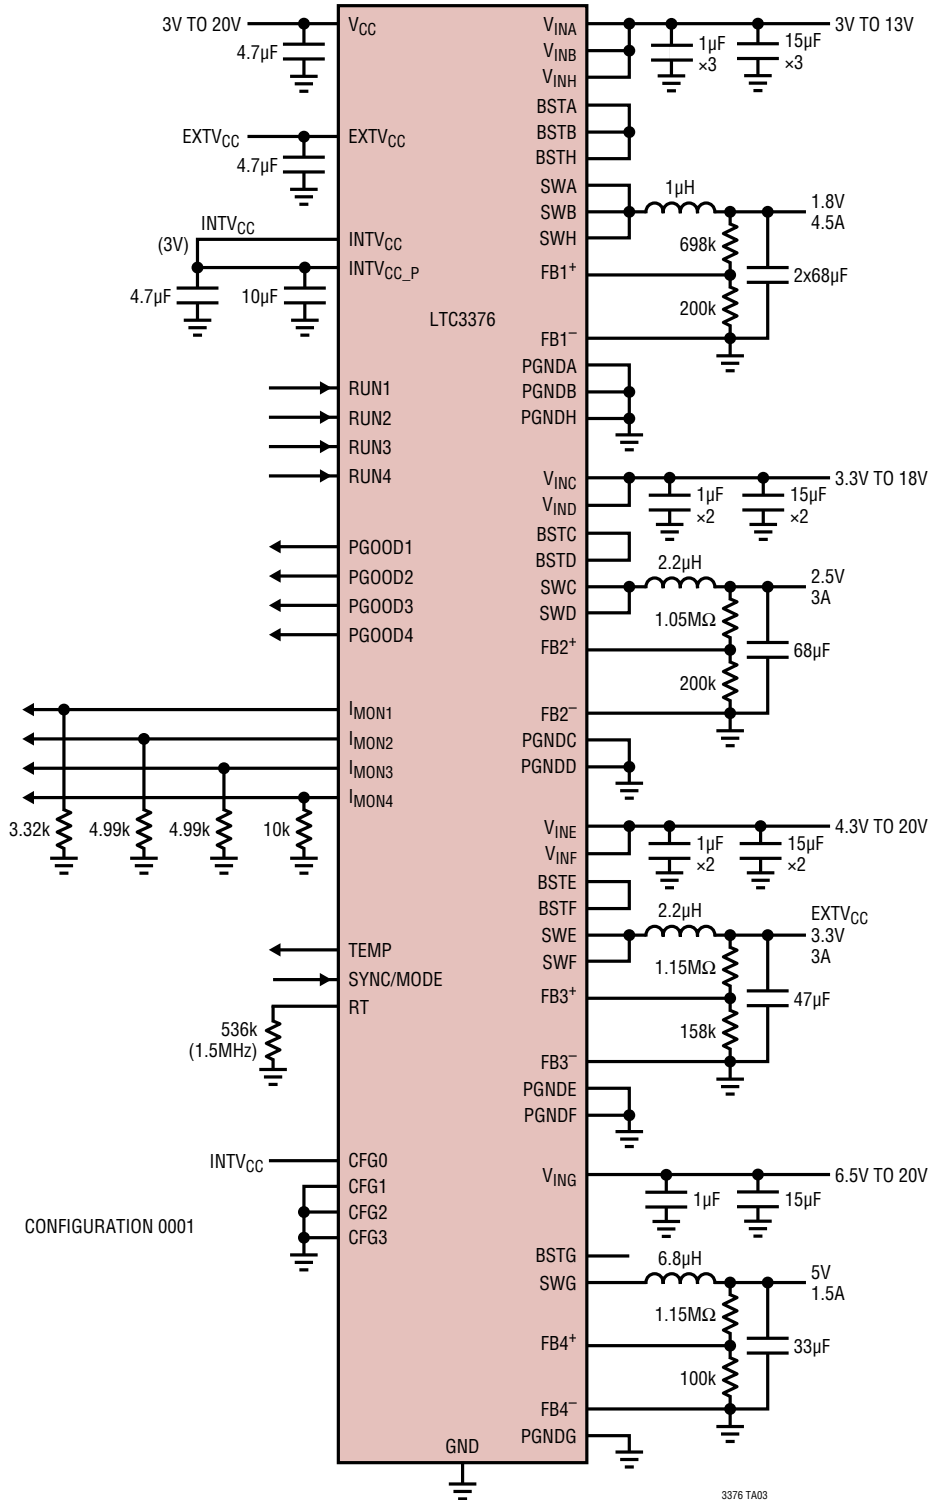 3V TO 20V
4.7µF
EXTVCC
4.7µF
INTVCC
(3V)
4.7µF
10µF
3.32k
4.99k
4.99k
10k
536k
(1.5MHz)
INTVCC
CONFIGURATION 0001
VCC
EXTVCC
INTVCC
INTVCC_P
RUN1
RUN2
RUN3
RUN4
PGOOD1
PGOOD2
PGOOD3
PGOOD4
IMON1
IMON2
IMON3
IMON4
TEMP
SYNC/MODE
RT
CFG0
CFG1
CFG2
CFG3
LTC3376
GND
VINA
VINB
VINH
BSTA
BSTB
BSTH
SWA
SWB
SWH
FB1+
FB1–
PGNDA
PGNDB
PGNDH
VINC
VIND
BSTC
BSTD
SWC
SWD
FB2+
FB2–
PGNDC
PGNDD
VINE
VINF
BSTE
BSTF
SWE
SWF
FB3+
FB3–
PGNDE
PGNDF
VING
BSTG
SWG
FB4+
FB4–
PGNDG
1µF
×3
15µF
×3
3V TO 13V
1µH
698k
200k
2x68µF
1.8V
4.5A
1µF
×2
15µF
×2
3.3V TO 18V
2.2µH
1.05MΩ
200k
68µF
2.5V
3A
1µF
×2
15µF
×2
4.3V TO 20V
2.2µH
1.15MΩ
158k
47µF
EXTVCC
3.3V
3A
1µF
15µF
6.5V TO 20V
6.8µH
1.15MΩ
100k
33µF
5V
1.5A
3376 TA03